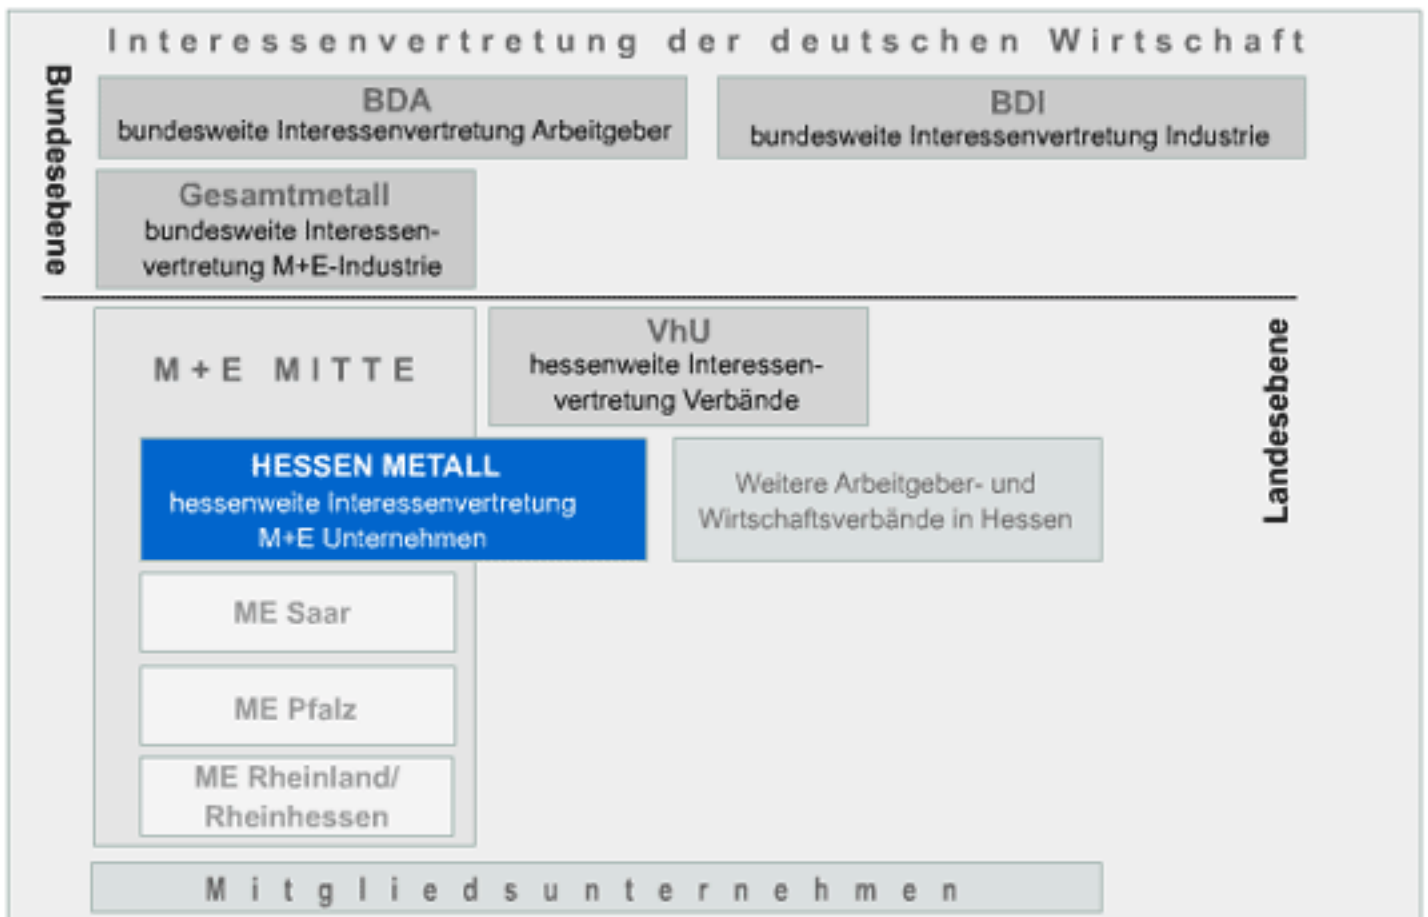 Interessenvertretung der deutschen Wirtschaft
Bundesebene
BDA
bundesweite Interessenvertretung Arbeitgeber
BDI
bundesweite Interessenvertretung Industrie
Gesamtmetall
bundesweite Interessen-
vertretung M+E-Industrie
Landesebene
M+E MITTE
VhU
hessenweite Interessen-
vertretung Verbände
HESSEN METALL
hessenweite Interessenvertretung
M+E Unternehmen
Weitere Arbeitgeber- und
Wirtschaftsverbände in Hessen
ME Saar
ME Pfalz
ME Rheinland/
Rheinhessen
Mitgliedsunternehmen